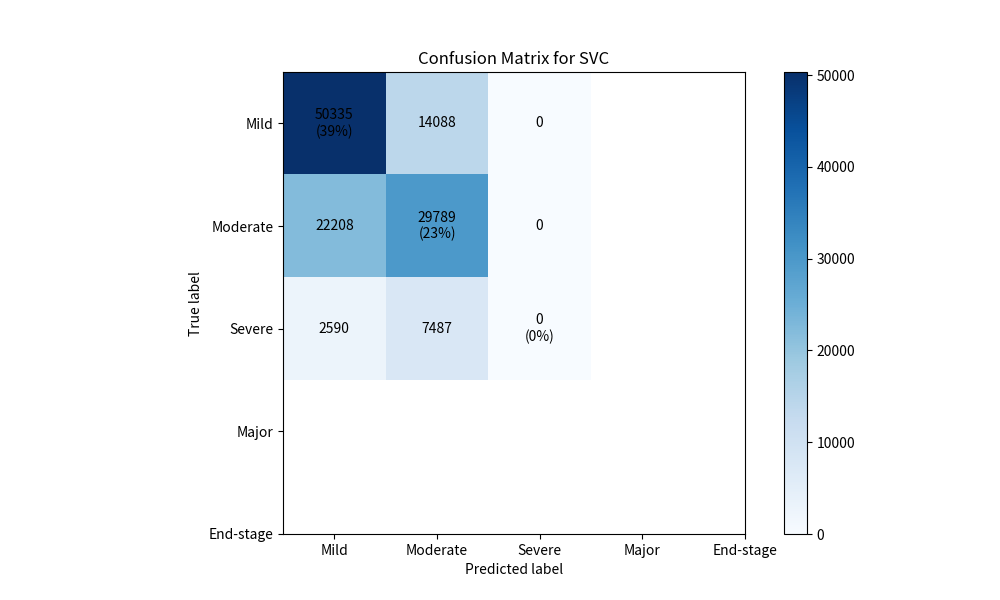 Confusion Matrix for SVC
True label
Mild
Moderate
Severe
Major
End-stage
50335
(39%)
14088
0
22208
29789
(23%)
0
2590
7487
0
(0%)
Mild
Moderate
Severe
Major
End-stage
Predicted label
50000
40000
30000
20000
10000
0